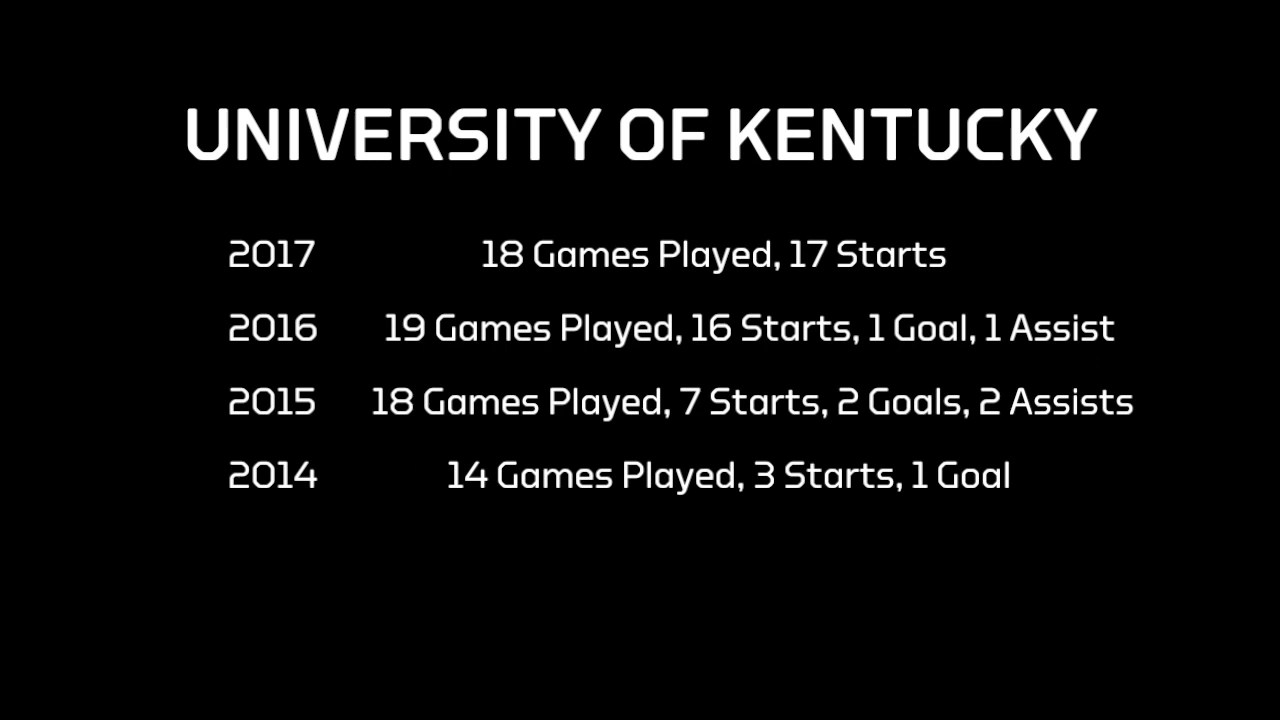 UNIVERSITY OF KENTUCKY
2017 18 Games Played, 17 Starts
2016 19 Games Played, 16 Starts, 1 Goal, 1 Assist
2015 18 Games Played, 7 Starts, 2 Goals, 2 Assists
2014 14 Games Played, 3 Starts, 1 Goal